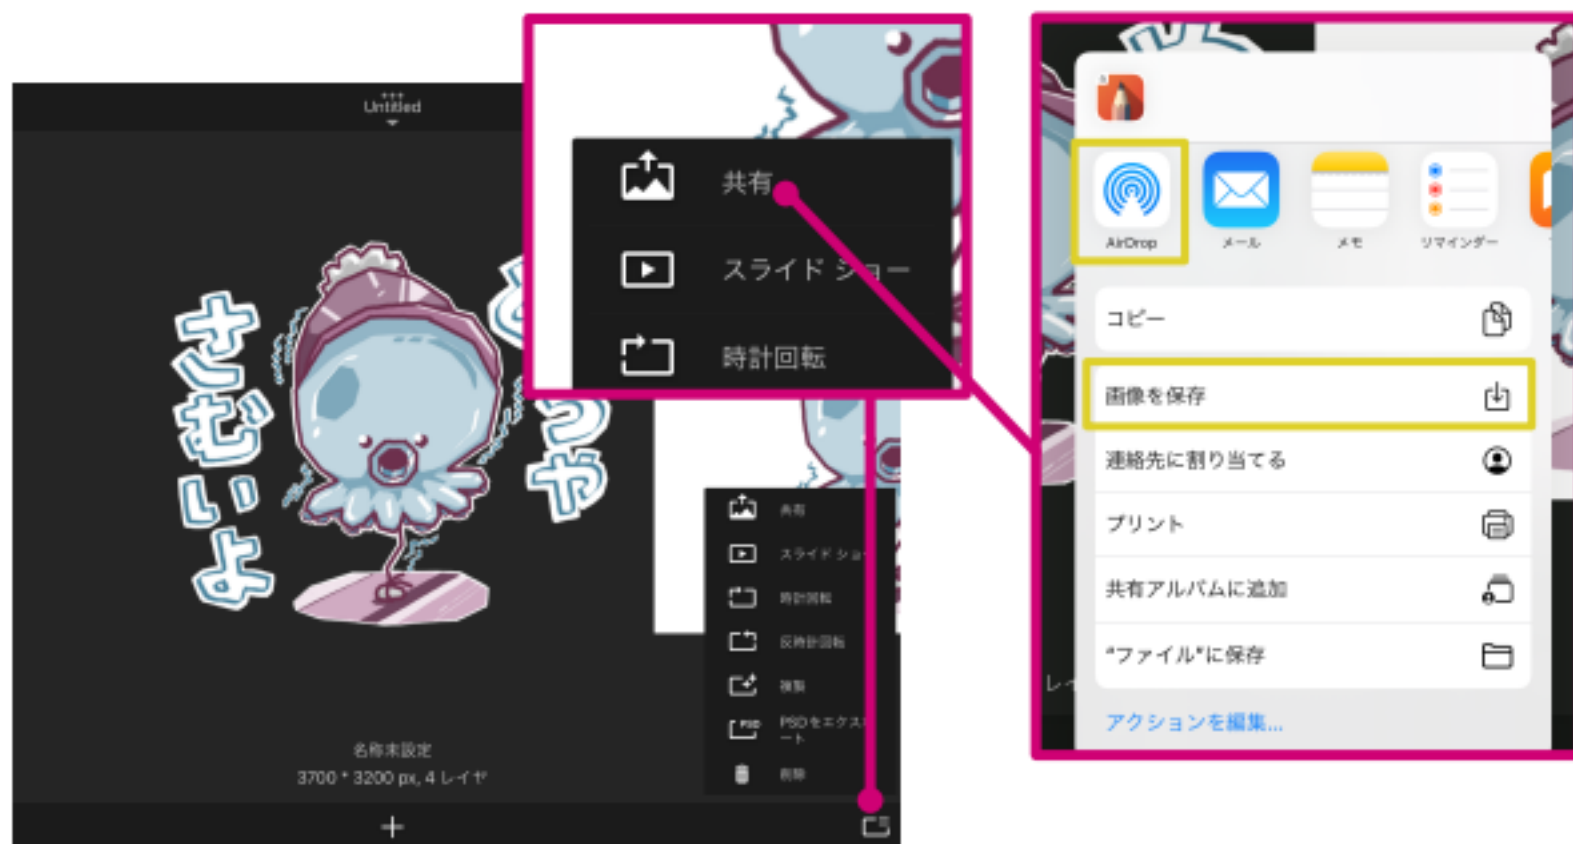 Untitled
さむいよ
うや
名称未設定
3700 * 3200 px, 4 レイヤ
共有
スライド ショー
時計回転
共有
スライド ショ
時計回転
反時計回転
複製
PSD
PSDをエクス
ート
削除
AirDrop
メール
メモ
リマインダー
コピー
画像を保存
連絡先に割り当てる
プリント
共有アルバムに追加
“ファイル”に保存
レイ
アクションを編集...